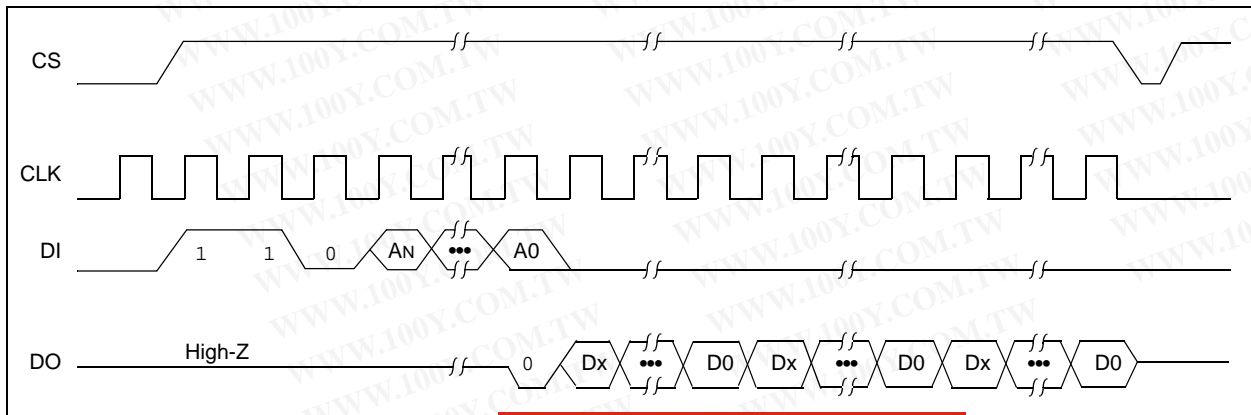 CS
CLK
DI 1 1 0 AN ••• A0
DO High-Z 0 Dx ••• D0 Dx ••• D0 Dx ••• D0
WWW.100Y.COM.TW